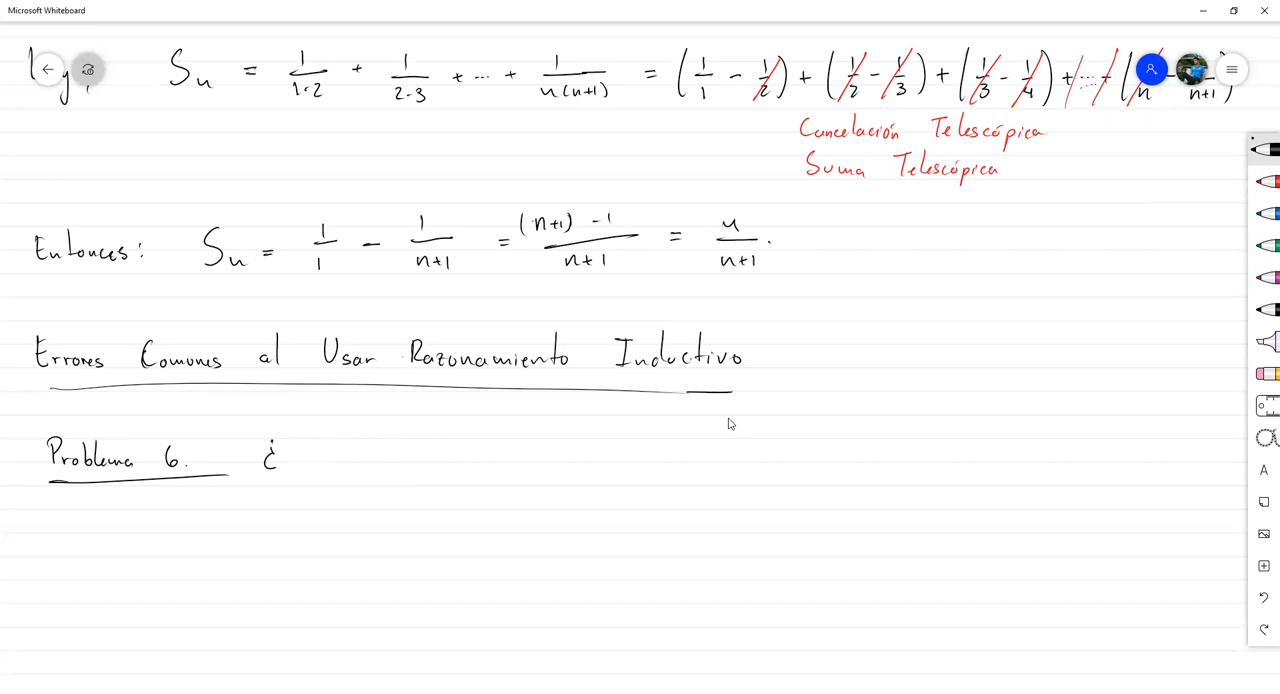 Microsoft Whiteboard
Sn = 1/1·2 + 1/2·3 + ... + 1/n(n+1) = (1/1 - 1/2) + (1/2 - 1/3) + (1/3 - 1/4) + ... + (1/n - 1/n+1)
Cancelación Telescópica
Suma Telescópica
Entonces: Sn = 1/1 - 1/n+1 = (n+1) -1/n+1 = n/n+1.
Errores Comunes al Usar Razonamiento Inductivo
Problema 6. ¿
A